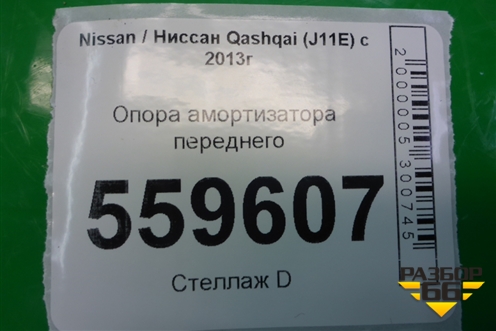 Nissan / Ниссан Qashqai (J11E) с
2013г
Опора амортизатора
переднего
559607
Стеллаж D
2000005300745
РАЗБОР
66